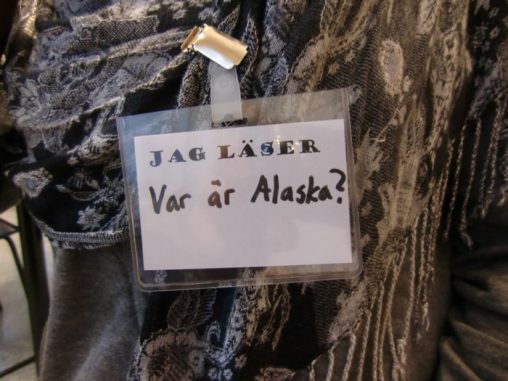 JAG LÄSER
Var är Alaska?